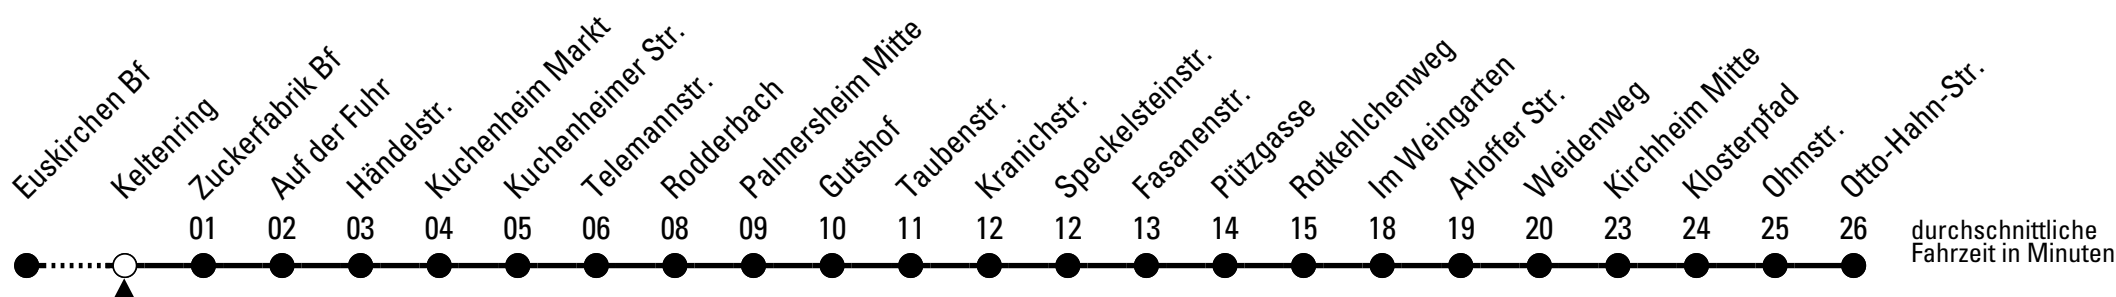 Euskirchen Bf
Keltenring
Zuckerfabrik Bf
Auf der Fuhr
Händelstr.
Kuchenheim Markt
Kuchenheimer Str.
Telemannstr.
Rodderbach
Palmersheim Mitte
Gutshof
Taubenstr.
Kranichstr.
Speckelsteinstr.
Fasanenstr.
Pützgasse
Rotkehlchenweg
Im Weingarten
Arloffer Str.
Weidenweg
Kirchheim Mitte
Klosterpfad
Ohmstr.
Otto-Hahn-Str.
01 02 03 04 05 06 08 09 10 11 12 12 13 14 15 18 19 20 23 24 25 26
durchschnittliche
Fahrzeit in Minuten